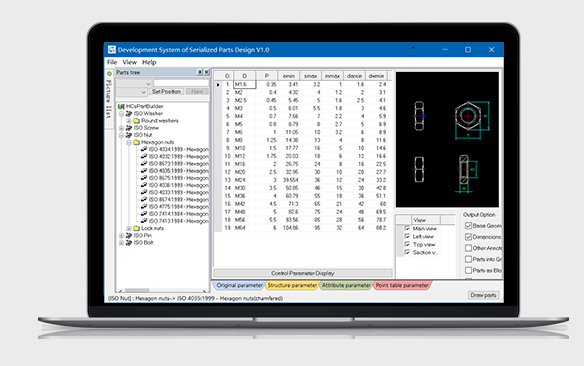 Development System of Serialized Parts Design V1.0
File View Help
Picture list
Parts tree
Set Position Next
HCsPartBuilder
ISO Washer
Round washers
ISO Screw
ISO Nut
Hexagon nuts
ISO 4034:1999 - Hexagon
ISO 4032:1999 - Hexagon
ISO 8673:1999 - Hexagon
ISO 4035:1999 - Hexagon
ISO 8675:1999 - Hexagon
ISO 4036:1999 - Hexagon
ISO 4033:1999 - Hexagon
ISO 8674:1999 - Hexagon
ISO 4775:1984 - Hexagon
ISO 7414:1984 - Hexagon
ISO 7413:1984 - Hexagon
Lock nuts
ISO Pin
ISO Bolt
0 D P emin smax mmax damin dwmin
1 M1.6 0.35 3.41 3.2 1 1.6 2.4
2 M2 0.4 4.32 4 1.2 2 3.1
3 M2.5 0.45 5.45 5 1.6 2.5 4.1
4 M3 0.5 6.01 5.5 1.8 3 4.6
5 M4 0.7 7.66 7 2.2 4 5.9
6 M5 0.8 8.79 8 2.7 5 6.9
7 M6 1 11.05 10 3.2 6 8.9
8 M8 1.25 14.38 13 4 8 11.6
9 M10 1.5 17.77 16 5 10 14.6
10 M12 1.75 20.03 18 6 12 16.6
11 M16 2 26.75 24 8 16 22.5
12 M20 2.5 32.95 30 10 20 27.7
13 M24 3 39.554 36 12 24 33.2
14 M30 3.5 50.85 46 15 30 42.8
15 M36 4 60.79 55 18 36 51.1
16 M42 4.5 71.3 65 21 42 60
17 M48 5 82.6 75 24 48 69.5
18 M56 5.5 93.56 85 28 56 78.7
19 M64 6 104.86 95 32 64 88.2
Control Parameter Display
Original parameter Structure parameter Attribute parameter Point table parameter
View
Main view
Left view
Top view
Section v...
Output Option
Base Geom
Dimensions
Other Annota
Parts into Gr
Parts as Blo
Draw parts
[ISO Nut] : Hexagon nuts-> ISO 4035:1999 - Hexagon nuts(chamfered)